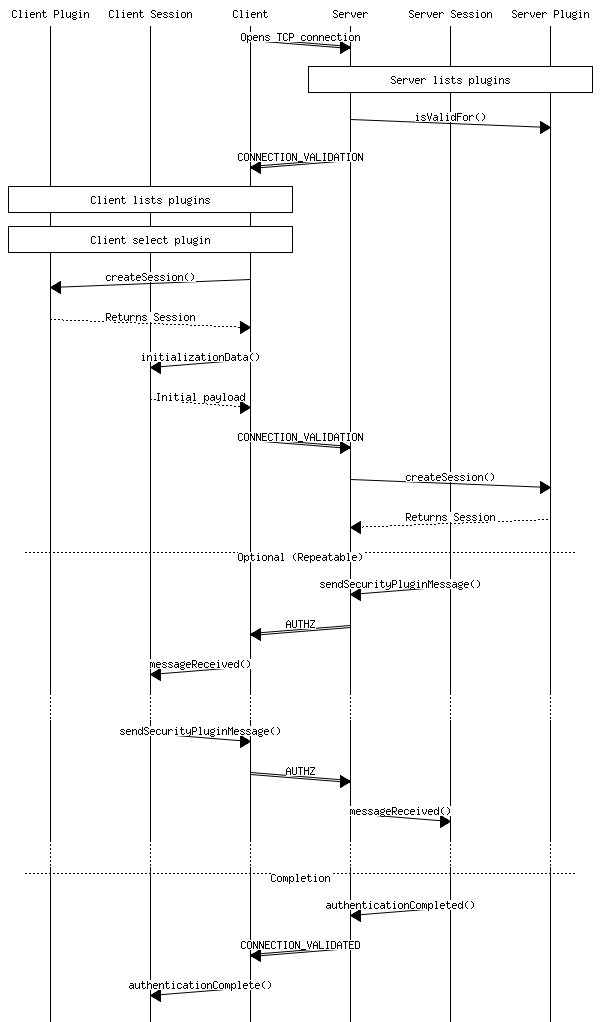 Client Plugin
Client Session
Client
Server
Server Session
Server Plugin
Opens TCP connection
Server lists plugins
isValidFor()
CONNECTION_VALIDATION
Client lists plugins
Client select plugin
createSession()
Returns Session
initializationData()
Initial payload
CONNECTION_VALIDATION
createSession()
Returns Session
Optional (Repeatable)
sendSecurityPluginMessage()
AUTHZ
messageReceived()
sendSecurityPluginMessage()
AUTHZ
messageReceived()
Completion
authenticationCompleted()
CONNECTION_VALIDATED
authenticationComplete()